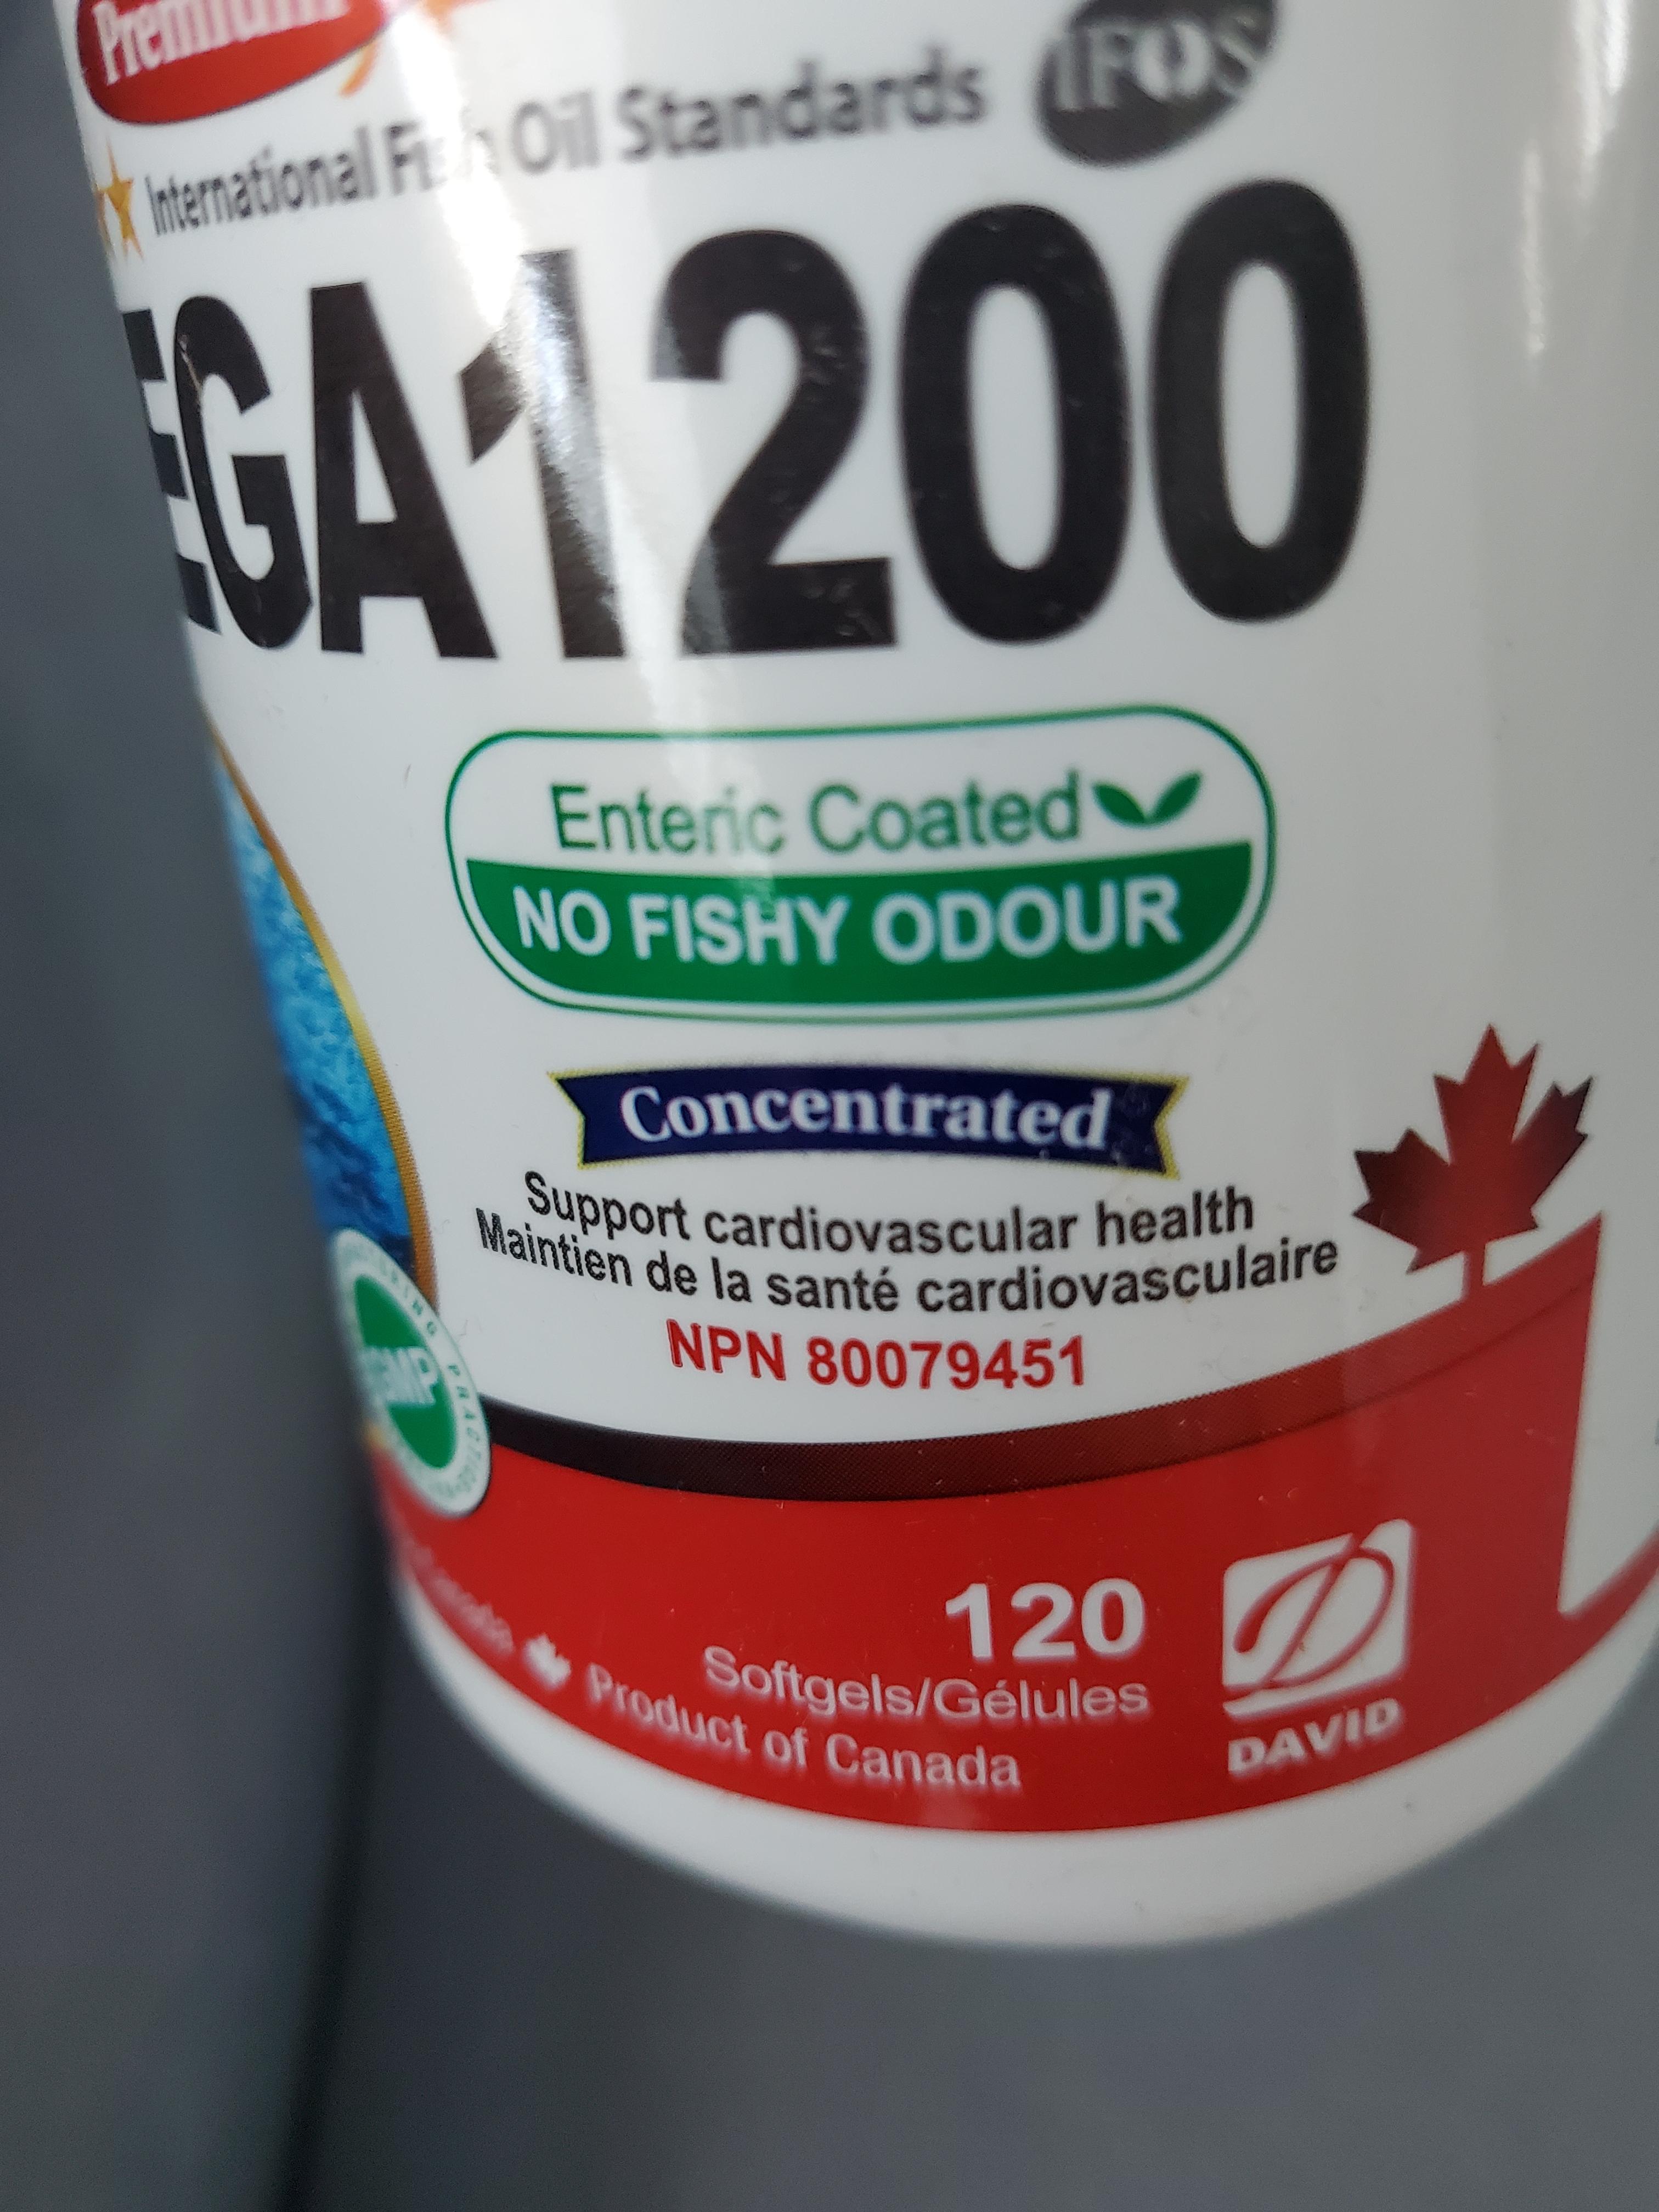 Premium
International Fish Oil Standards
IFOS
EGA1200
Enteric Coated
NO FISHY ODOUR
Concentrated
Support cardiovascular health
Maintien de la santé cardiovasculaire
NPN 80079451
GMP
120
Softgels/Gélules
Product of Canada
DAVID